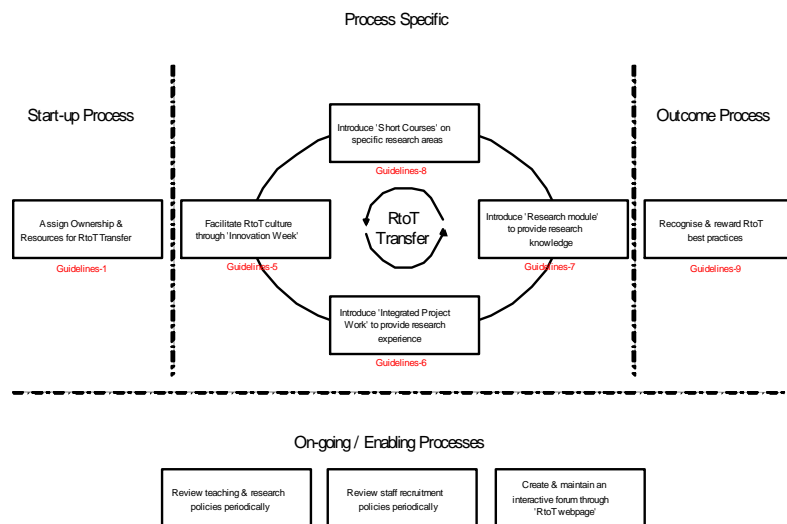 Process Specific
Start-up Process
Outcome Process
Introduce 'Short Courses' on
specific research areas
Guidelines-8
Assign Ownership &
Resources for RtoT Transfer
Guidelines-1
Facilitate RtoT culture
through 'Innovation Week'
Guidelines-5
RtoT
Transfer
Introduce 'Research module'
to provide research
knowledge
Guidelines-7
Recognise & reward RtoT
best practices
Guidelines-9
Introduce 'Integrated Project
Work' to provide research
experience
Guidelines-6
On-going / Enabling Processes
Review teaching & research
policies periodically
Review staff recruitment
policies periodically
Create & maintain an
interactive forum through
'RtoT webpage'